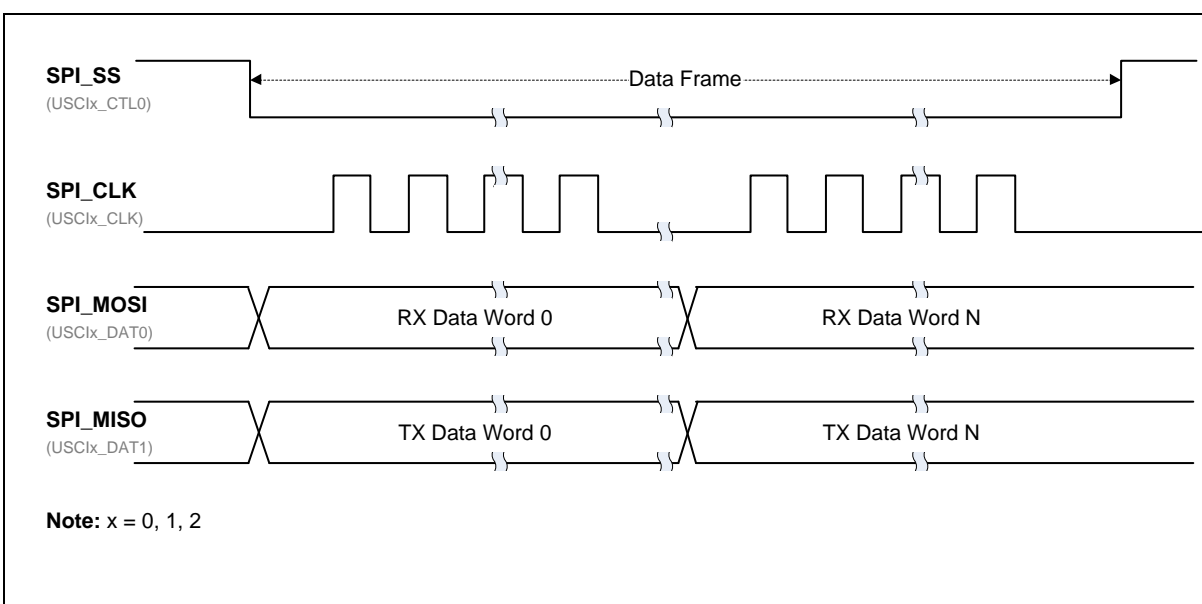 SPI_SS
(USCIx_CTL0)
Data Frame
SPI_CLK
(USCIx_CLK)
SPI_MOSI
(USCIx_DAT0)
RX Data Word 0
RX Data Word N
SPI_MISO
(USCIx_DAT1)
TX Data Word 0
TX Data Word N
Note: x = 0, 1, 2